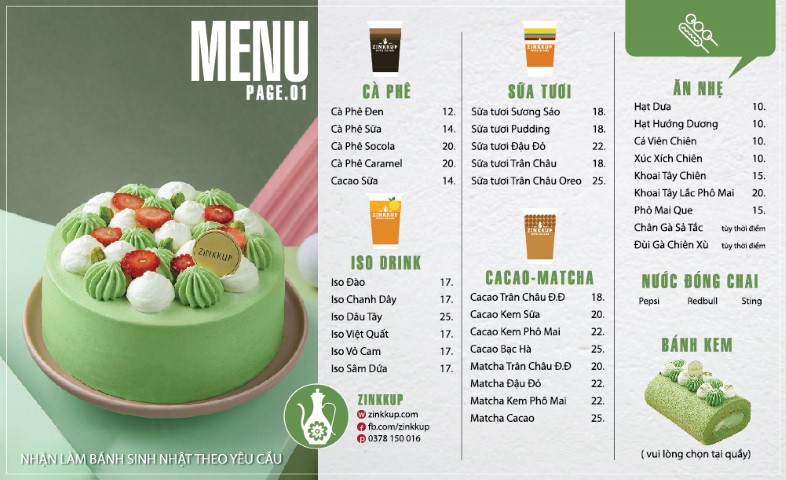 MENU
PAGE.01
ZINKKUP
NHẬN LÀM BÁNH SINH NHẬT THEO YÊU CẦU
ZINKKUP
CÀ PHÊ
Cà Phê Đen 12.
Cà Phê Sữa 14.
Cà Phê Socola 20.
Cà Phê Caramel 20.
Cacao Sữa 14.
ZINKKUP
ISO DRINK
Iso Đào 17.
Iso Chanh Dây 17.
Iso Dâu Tây 25.
Iso Việt Quất 17.
Iso Vỏ Cam 17.
Iso Sâm Dứa 17.
ZINKKUP
zinkkup.com
fb.com/zinkkup
0378 150 016
ZINKKUP
SỮA TƯƠI
Sữa tươi Sương Sáo 18.
Sữa tươi Pudding 18.
Sữa tươi Đậu Đỏ 22.
Sữa tươi Trân Châu 18.
Sữa tươi Trân Châu Oreo 25.
ZINKKUP
CACAO-MATCHA
Cacao Trân Châu Đ.Đ 18.
Cacao Kem Sữa 20.
Cacao Kem Phô Mai 22.
Cacao Bạc Hà 25.
Matcha Trân Châu Đ.Đ 20.
Matcha Đậu Đỏ 22.
Matcha Kem Phô Mai 22.
Matcha Cacao 25.
ĂN NHẸ
Hạt Dưa 10.
Hạt Hướng Dương 10.
Cá Viên Chiên 10.
Xúc Xích Chiên 10.
Khoai Tây Chiên 15.
Khoai Tây Lắc Phô Mai 20.
Phô Mai Que 15.
Chân Gà Sả Tắc tùy thời điểm
Đùi Gà Chiên Xù tùy thời điểm
NƯỚC ĐÓNG CHAI
Pepsi Redbull Sting
BÁNH KEM
( vui lòng chọn tại quầy)